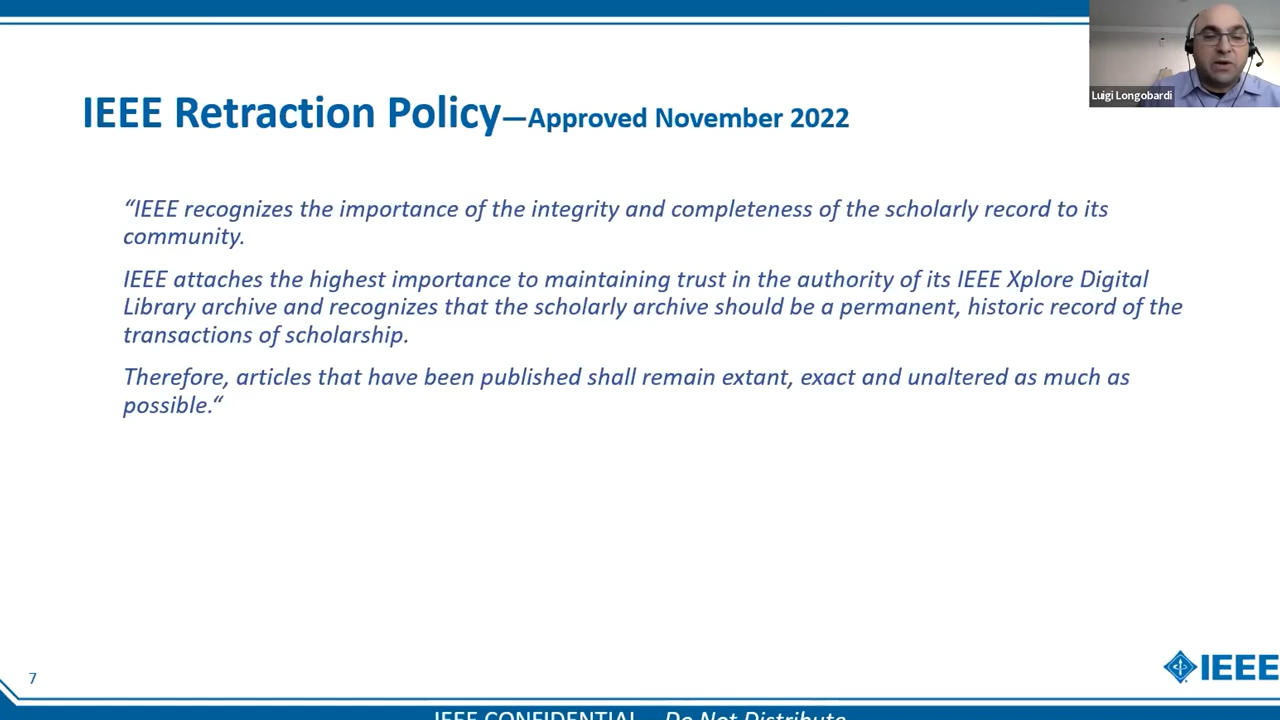 Luigi Longobardi
IEEE Retraction Policy—Approved November 2022
“IEEE recognizes the importance of the integrity and completeness of the scholarly record to its
community.
IEEE attaches the highest importance to maintaining trust in the authority of its IEEE Xplore Digital
Library archive and recognizes that the scholarly archive should be a permanent, historic record of the
transactions of scholarship.
Therefore, articles that have been published shall remain extant, exact and unaltered as much as
possible.“
7
IEEE
IEEE CONFIDENTIAL – Do Not Distribute